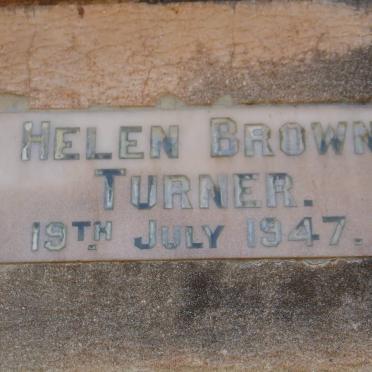 HELEN BROWN
TURNER.
19TH JULY 1947.